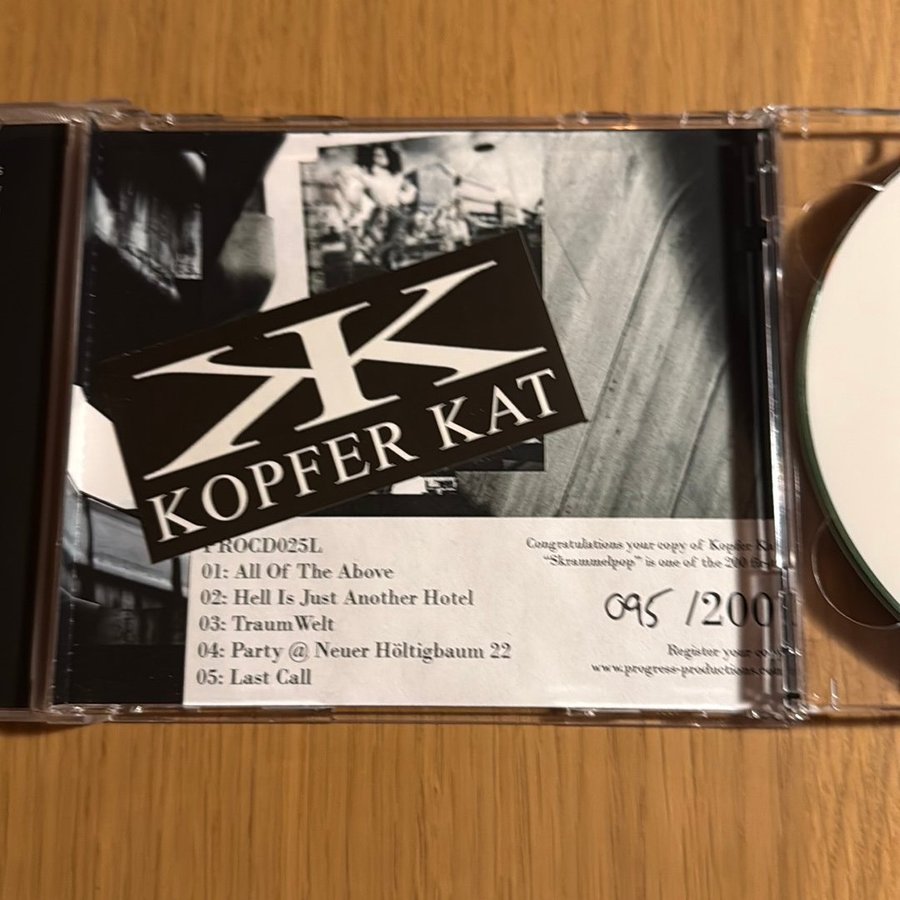 KK
KOPFER KAT
PROCD025L
01: All Of The Above
02: Hell Is Just Another Hotel
03: TraumWelt
04: Party @ Neuer Höltigbaum 22
05: Last Call
Congratulations your copy of Kopfer
"Skrammelpop" is one of the 200
095 /200
Register your
www.progress-productions.com